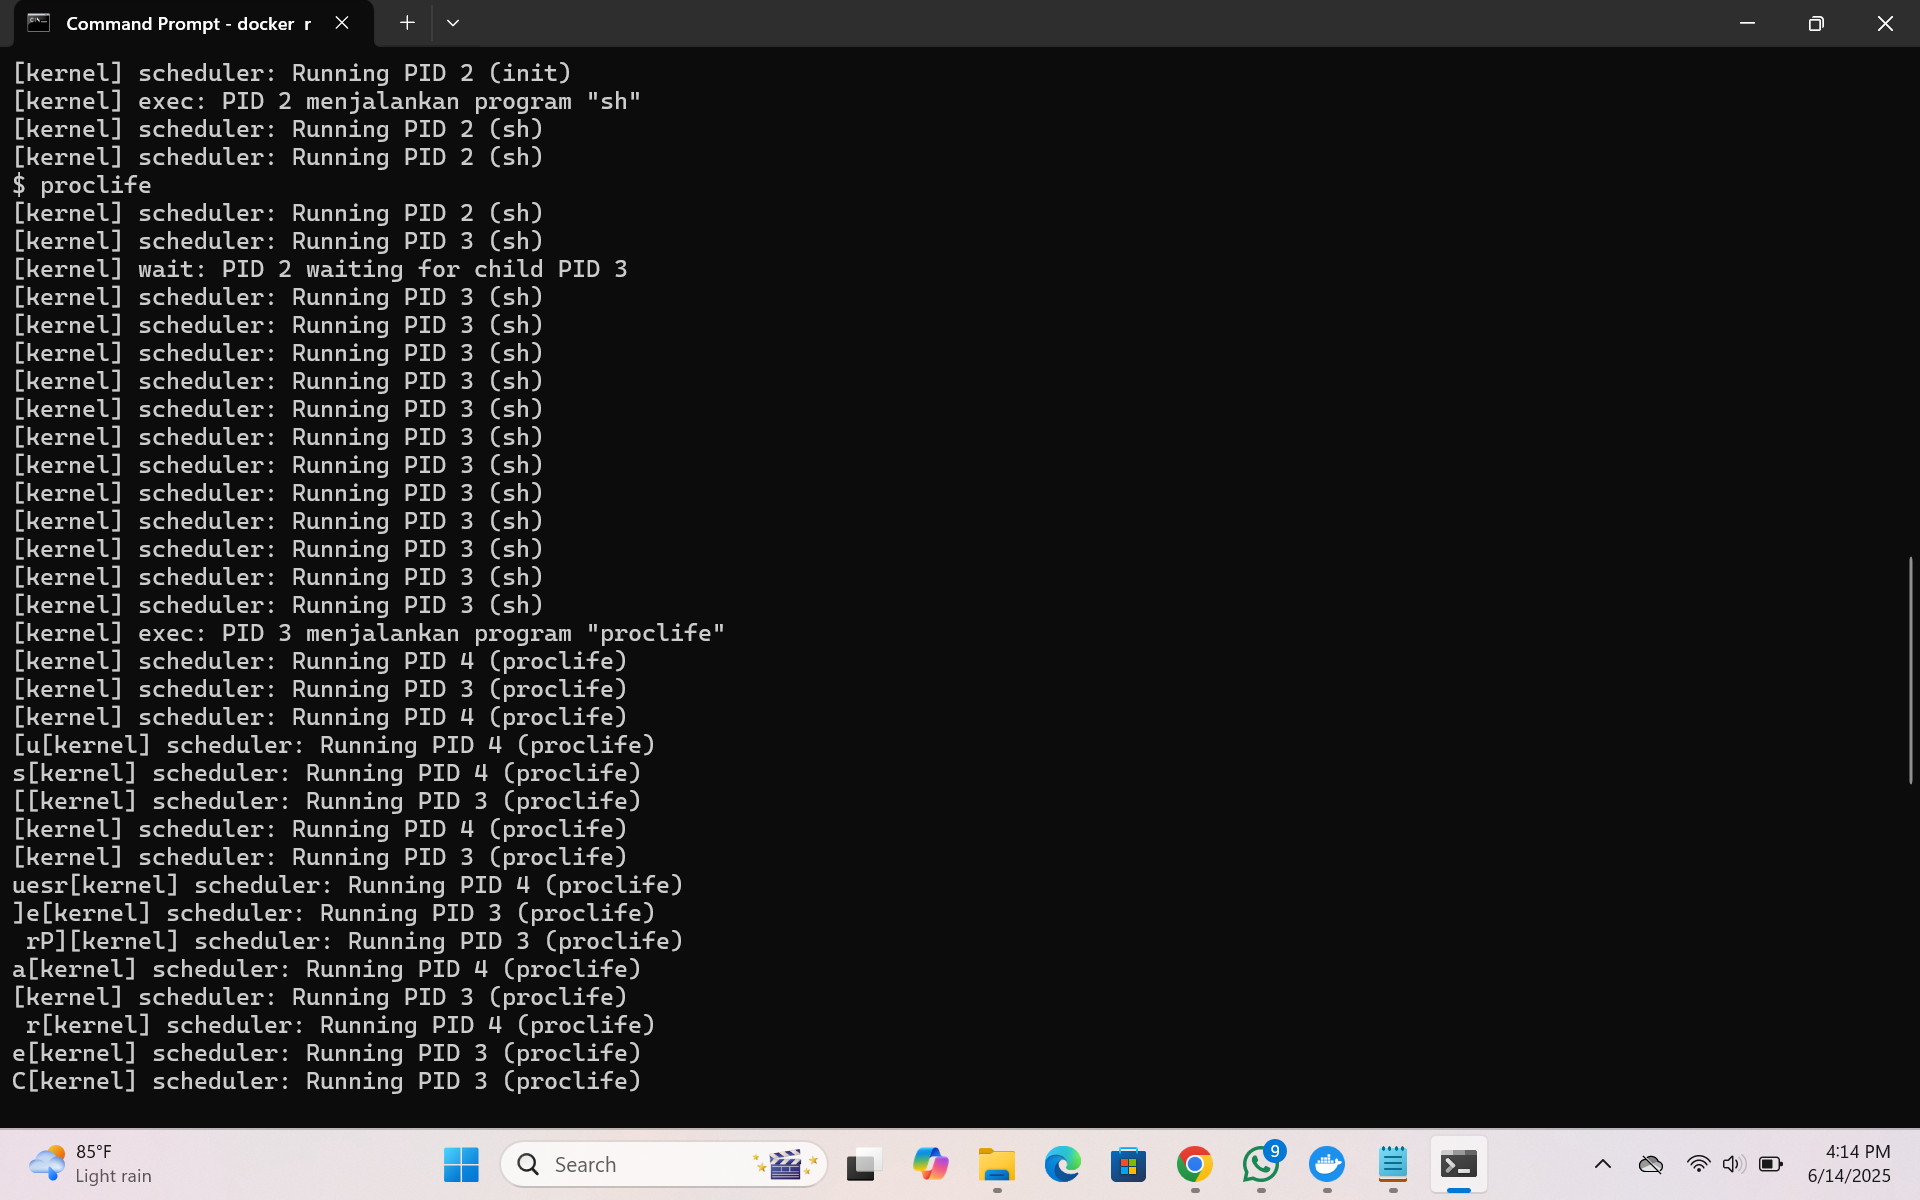 Command Prompt - docker  r
[kernel] scheduler: Running PID 2 (init)
[kernel] exec: PID 2 menjalankan program "sh"
[kernel] scheduler: Running PID 2 (sh)
[kernel] scheduler: Running PID 2 (sh)
$ proclife
[kernel] scheduler: Running PID 2 (sh)
[kernel] scheduler: Running PID 3 (sh)
[kernel] wait: PID 2 waiting for child PID 3
[kernel] scheduler: Running PID 3 (sh)
[kernel] scheduler: Running PID 3 (sh)
[kernel] scheduler: Running PID 3 (sh)
[kernel] scheduler: Running PID 3 (sh)
[kernel] scheduler: Running PID 3 (sh)
[kernel] scheduler: Running PID 3 (sh)
[kernel] scheduler: Running PID 3 (sh)
[kernel] scheduler: Running PID 3 (sh)
[kernel] scheduler: Running PID 3 (sh)
[kernel] scheduler: Running PID 3 (sh)
[kernel] scheduler: Running PID 3 (sh)
[kernel] scheduler: Running PID 3 (sh)
[kernel] exec: PID 3 menjalankan program "proclife"
[kernel] scheduler: Running PID 4 (proclife)
[kernel] scheduler: Running PID 3 (proclife)
[kernel] scheduler: Running PID 4 (proclife)
[u[kernel] scheduler: Running PID 4 (proclife)
s[kernel] scheduler: Running PID 4 (proclife)
[[kernel] scheduler: Running PID 3 (proclife)
[kernel] scheduler: Running PID 4 (proclife)
[kernel] scheduler: Running PID 3 (proclife)
uesr[kernel] scheduler: Running PID 4 (proclife)
]e[kernel] scheduler: Running PID 3 (proclife)
 rP][kernel] scheduler: Running PID 3 (proclife)
a[kernel] scheduler: Running PID 4 (proclife)
[kernel] scheduler: Running PID 3 (proclife)
 r[kernel] scheduler: Running PID 4 (proclife)
e[kernel] scheduler: Running PID 3 (proclife)
C[kernel] scheduler: Running PID 3 (proclife)
85°F
Light rain
Search
9
4:14 PM
6/14/2025